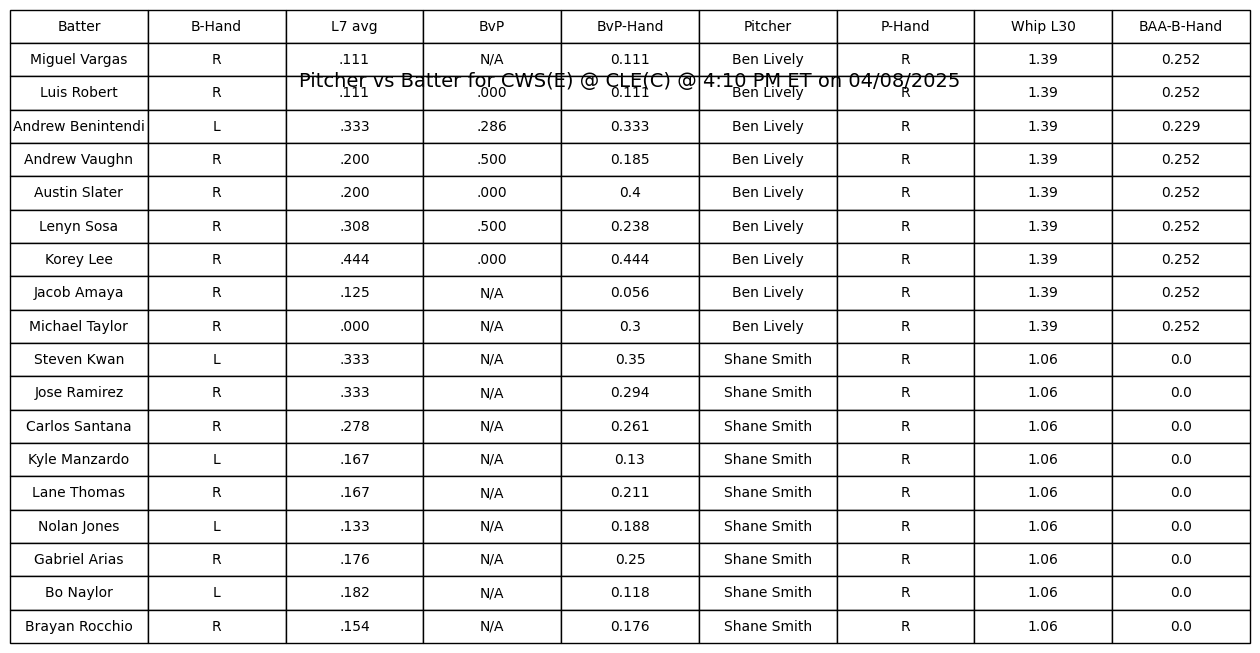 Batter B-Hand L7 avg BvP BvP-Hand Pitcher P-Hand Whip L30 BAA-B-Hand
Miguel Vargas R .111 N/A 0.111 Ben Lively R 1.39 0.252
Pitcher vs Batter for CWS(E) @ CLE(C) @ 4:10 PM ET on 04/08/2025
Luis Robert R .111 .000 0.111 Ben Lively R 1.39 0.252
Andrew Benintendi L .333 .286 0.333 Ben Lively R 1.39 0.229
Andrew Vaughn R .200 .500 0.185 Ben Lively R 1.39 0.252
Austin Slater R .200 .000 0.4 Ben Lively R 1.39 0.252
Lenyn Sosa R .308 .500 0.238 Ben Lively R 1.39 0.252
Korey Lee R .444 .000 0.444 Ben Lively R 1.39 0.252
Jacob Amaya R .125 N/A 0.056 Ben Lively R 1.39 0.252
Michael Taylor R .000 N/A 0.3 Ben Lively R 1.39 0.252
Steven Kwan L .333 N/A 0.35 Shane Smith R 1.06 0.0
Jose Ramirez R .333 N/A 0.294 Shane Smith R 1.06 0.0
Carlos Santana R .278 N/A 0.261 Shane Smith R 1.06 0.0
Kyle Manzardo L .167 N/A 0.13 Shane Smith R 1.06 0.0
Lane Thomas R .167 N/A 0.211 Shane Smith R 1.06 0.0
Nolan Jones L .133 N/A 0.188 Shane Smith R 1.06 0.0
Gabriel Arias R .176 N/A 0.25 Shane Smith R 1.06 0.0
Bo Naylor L .182 N/A 0.118 Shane Smith R 1.06 0.0
Brayan Rocchio R .154 N/A 0.176 Shane Smith R 1.06 0.0